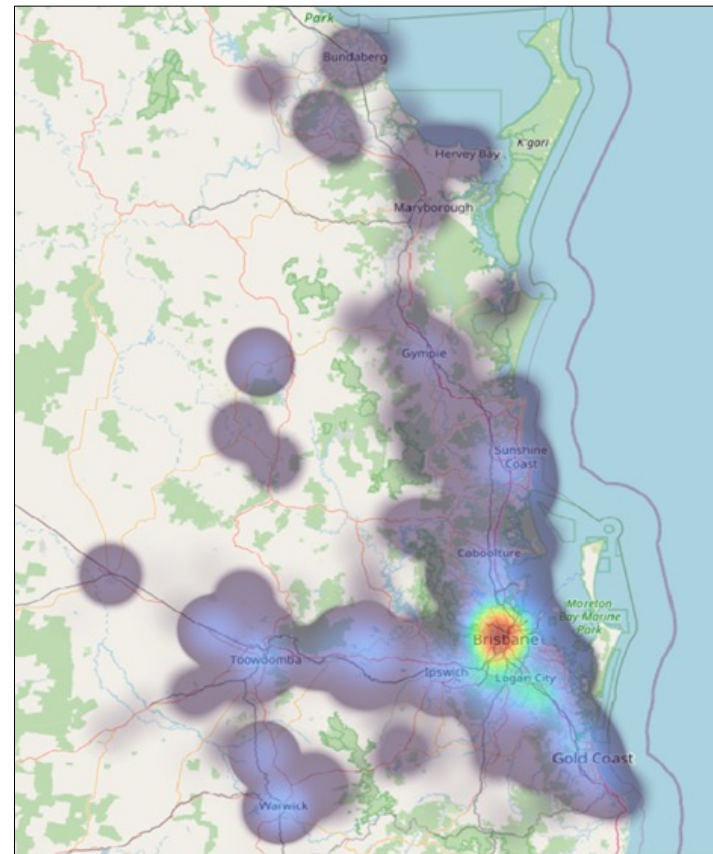 Park
Bundaberg
K'gari
Hervey Bay
Maryborough
Gympie
Sunshine
Coast
Caboolture
Moreton
Bay Marine
Park
Brisbane
Toowoomba
Ipswich
Logan City
Gold Coast
Warwick